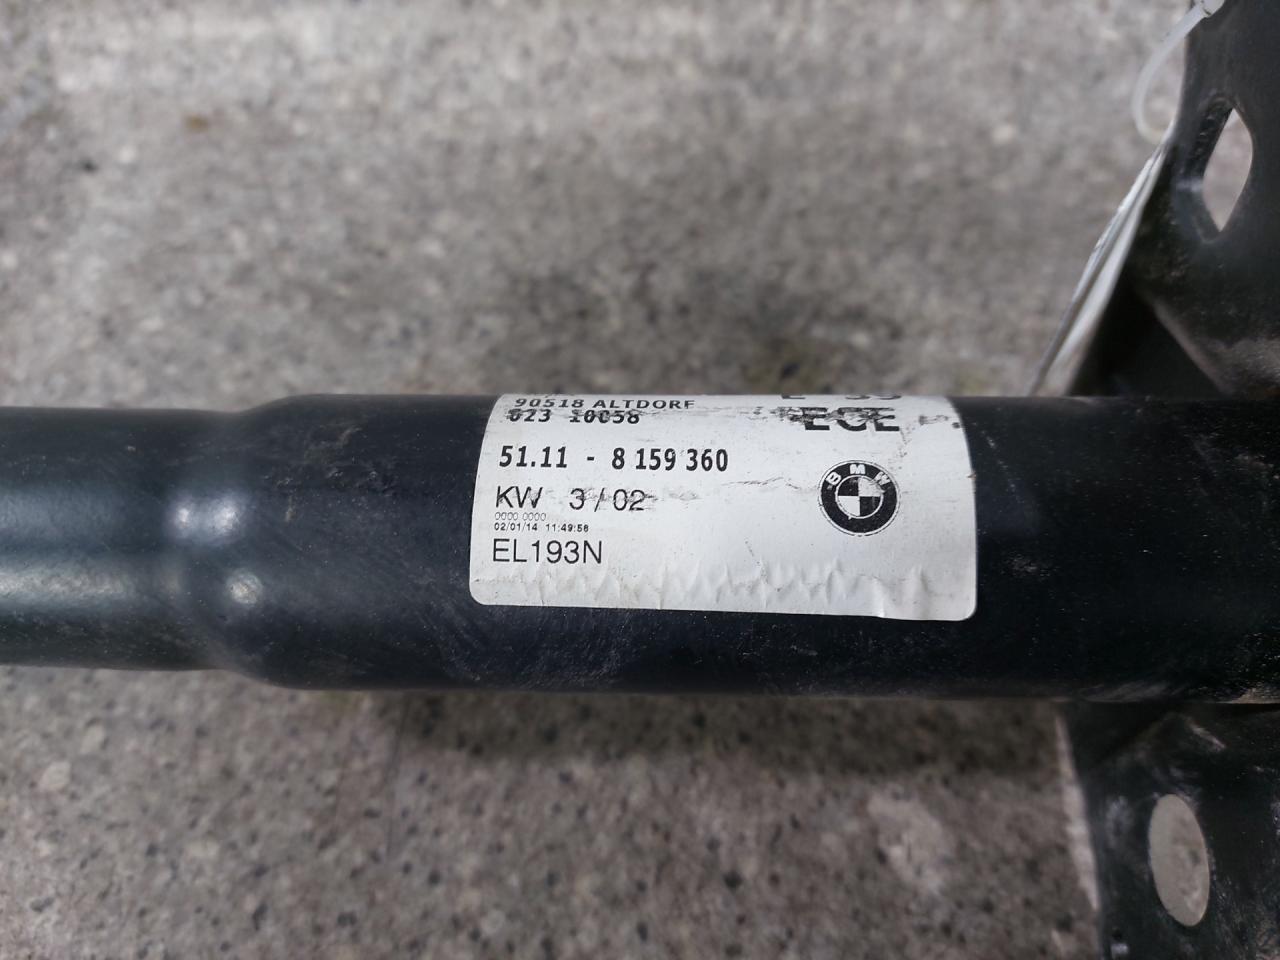 90518 ALTDORF
623 10058
ECE
51.11 - 8 159 360
BMW
KW 3/02
0000 0000
02/01/14 11:49:56
EL193N